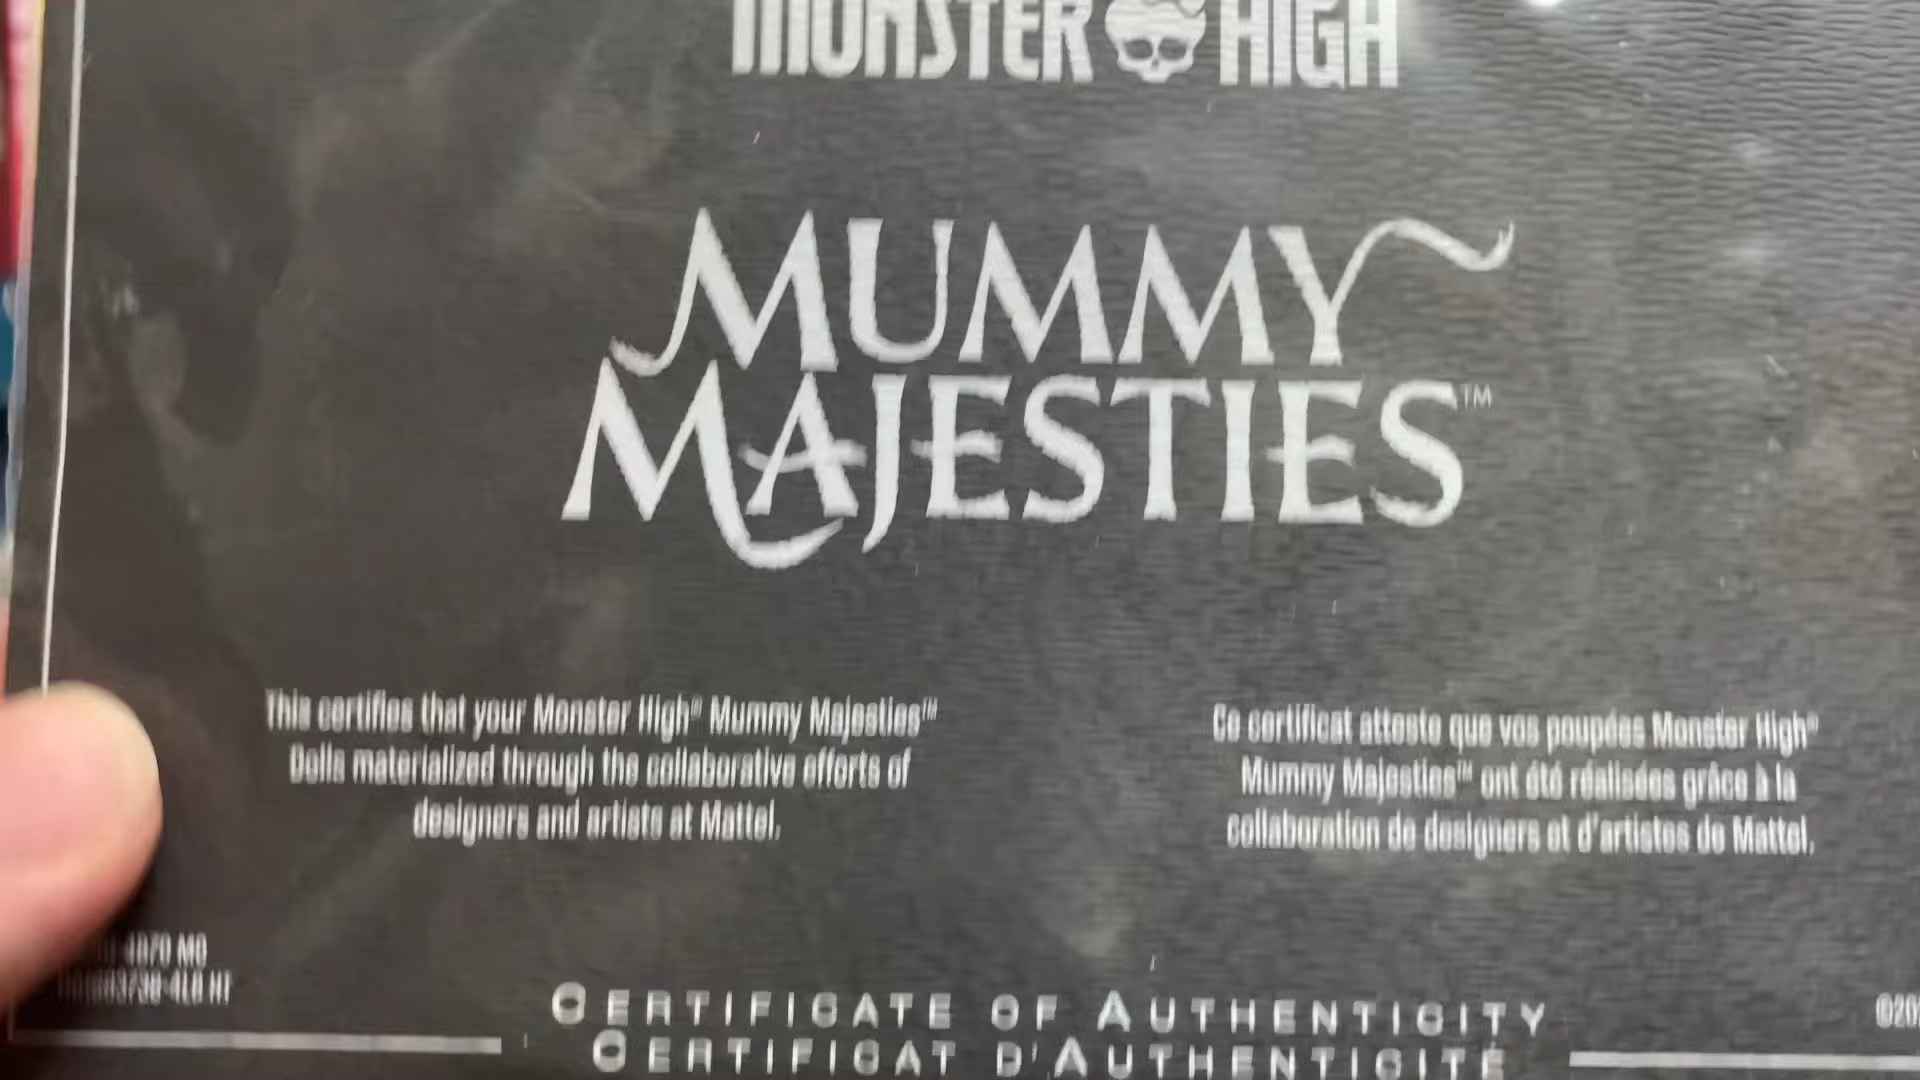 MONSTER HIGH
MUMMY
MAJESTIES™
This certifies that your Monster High® Mummy Majesties™
Dolls materialized through the collaborative efforts of
designers and artists at Mattel.
Ce certificat atteste que vos poupées Monster High®
Mummy Majesties™ ont été réalisées grâce à la
collaboration de designers et d'artistes de Mattel.
CERTIFICATE OF AUTHENTICITY
CERTIFICAT D'AUTHENTICITÉ